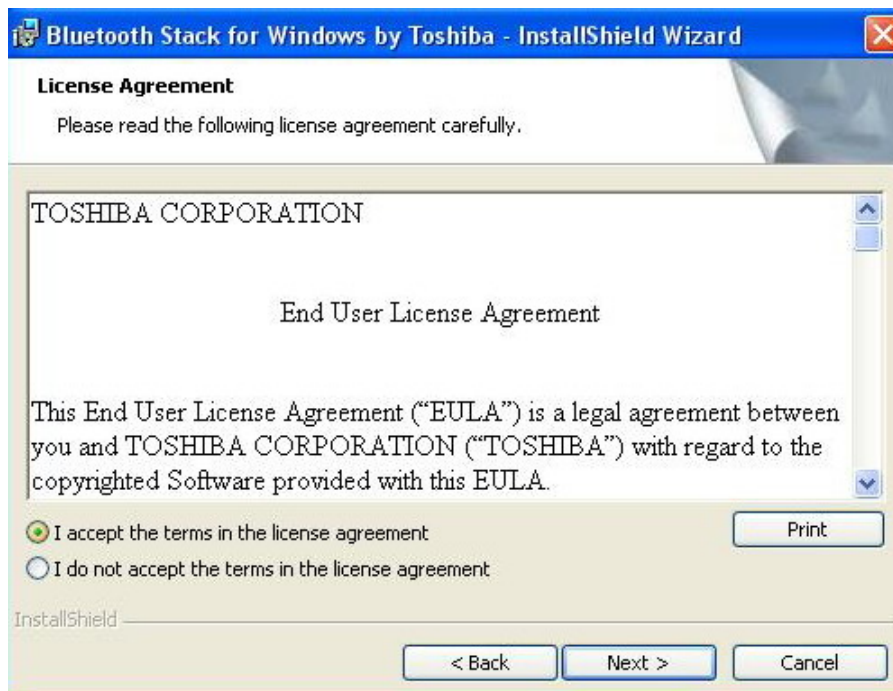 Bluetooth Stack for Windows by Toshiba - InstallShield Wizard
License Agreement
Please read the following license agreement carefully.
TOSHIBA CORPORATION
End User License Agreement
This End User License Agreement (“EULA”) is a legal agreement between
you and TOSHIBA CORPORATION (“TOSHIBA”) with regard to the
copyrighted Software provided with this EULA.
I accept the terms in the license agreement
Print
I do not accept the terms in the license agreement
InstallShield
< Back
Next >
Cancel